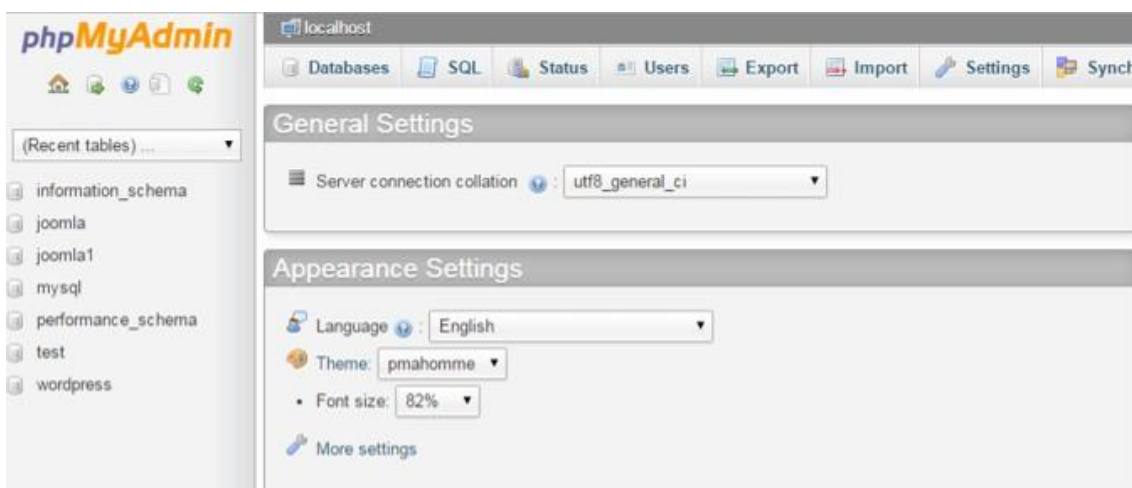 phpMyAdmin
(Recent tables) ...
information_schema
joomla
joomla1
mysql
performance_schema
test
wordpress
localhost
Databases SQL Status Users Export Import Settings Synch
General Settings
Server connection collation : utf8_general_ci
Appearance Settings
Language : English
Theme: pmahomme
• Font size: 82%
More settings